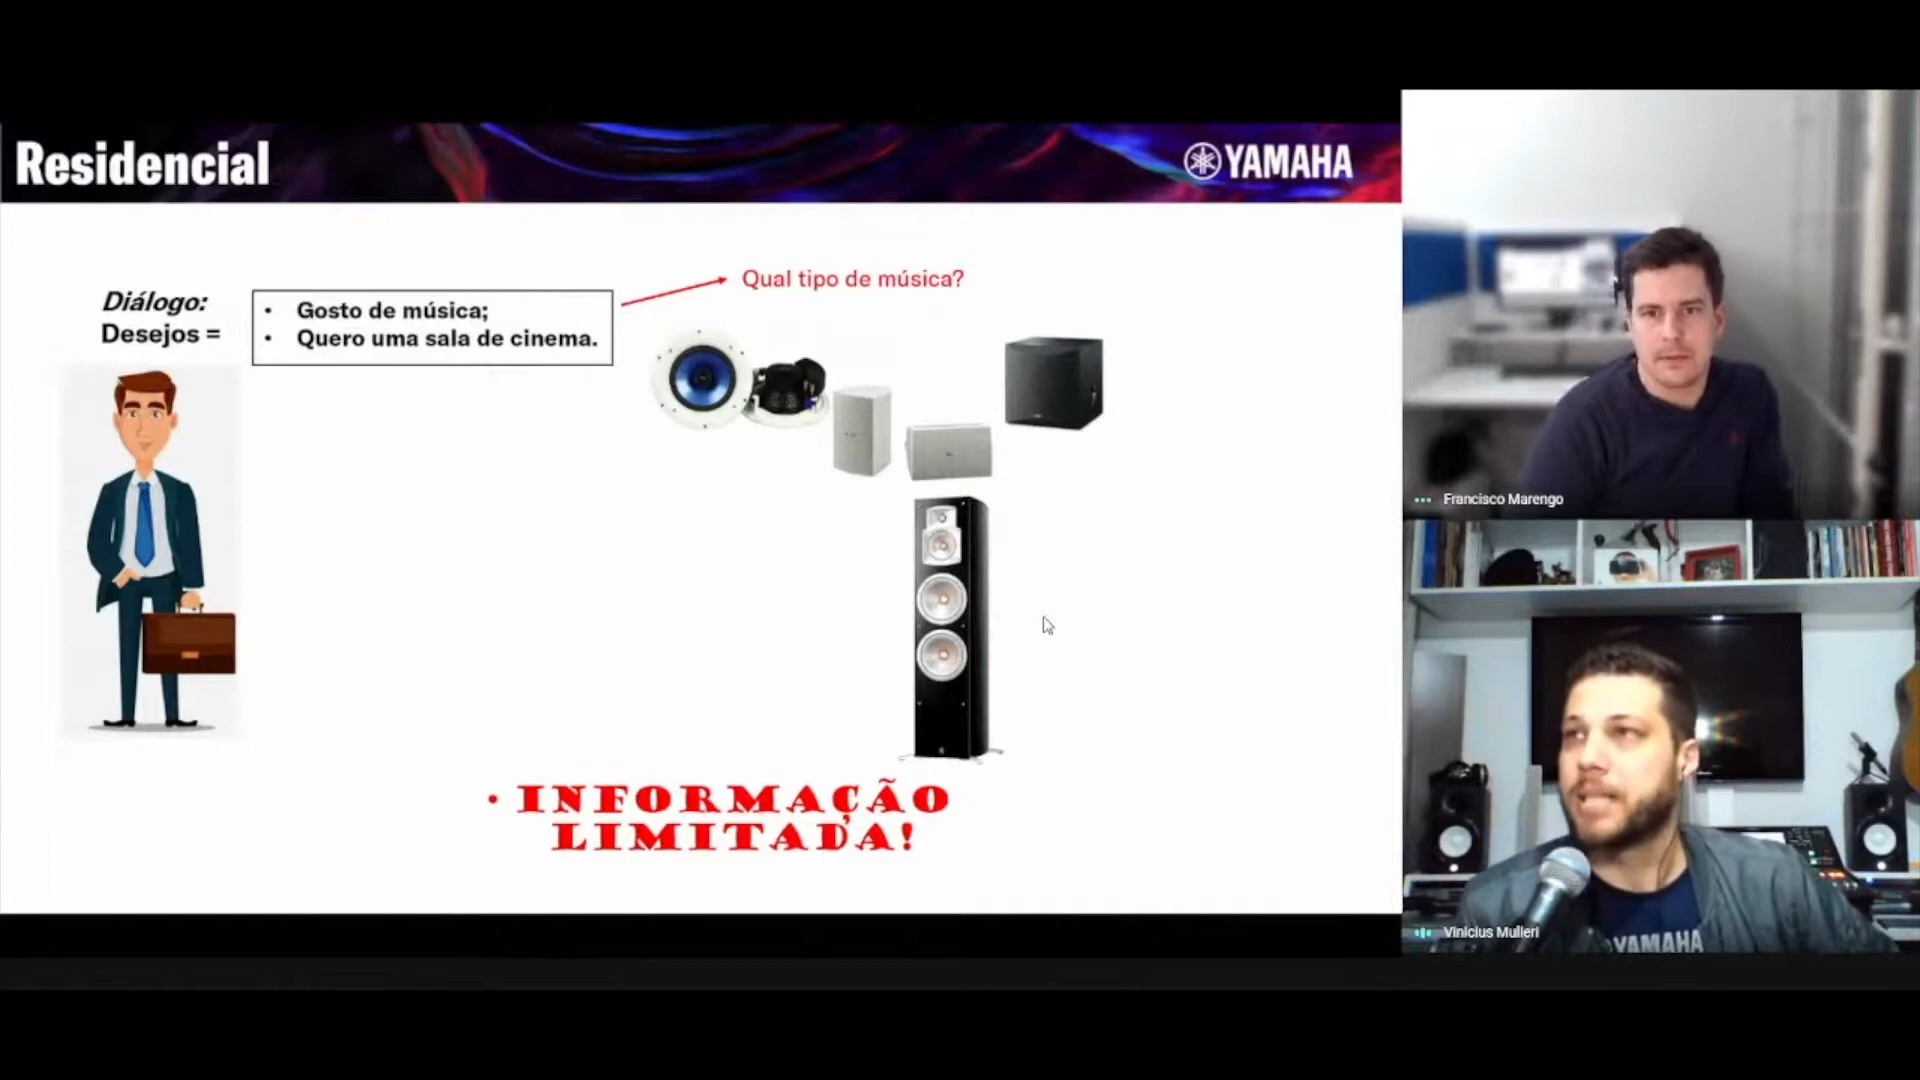 Residencial
YAMAHA
Qual tipo de música?
Diálogo:
Desejos =
• Gosto de música;
• Quero uma sala de cinema.
• INFORMAÇÃO
LIMITADA!
Francisco Marengo
Vinicius Mulleri
YAMAHA